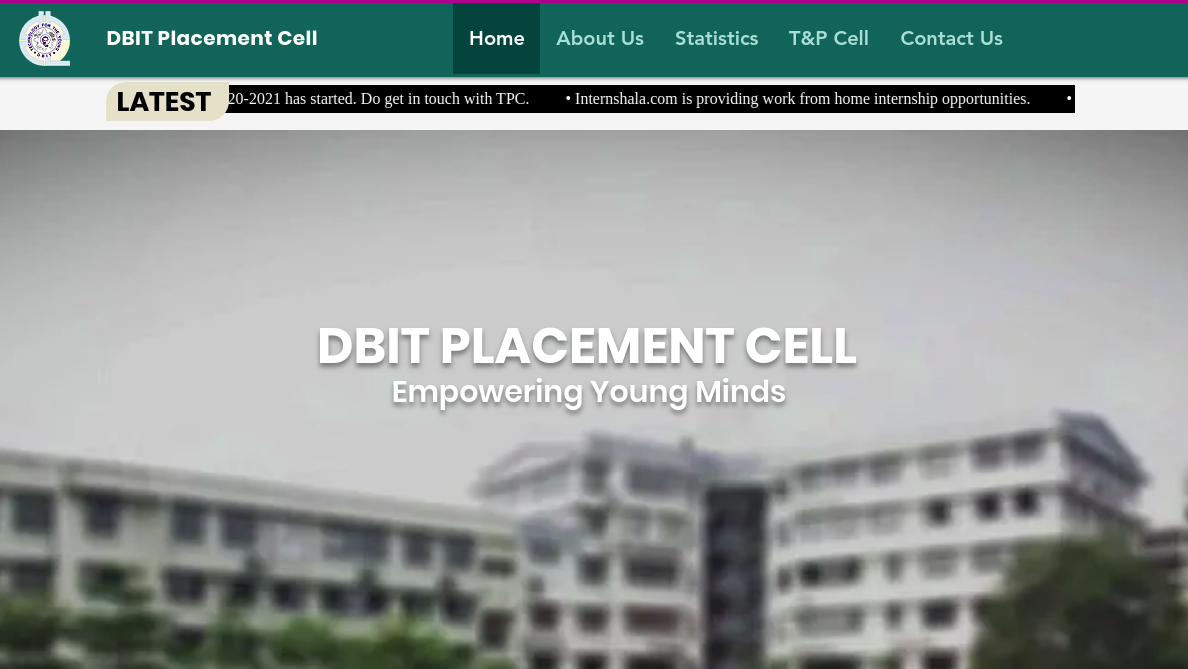 DBIT Placement Cell
Home
About Us
Statistics
T&P Cell
Contact Us
LATEST
20-2021 has started. Do get in touch with TPC. • Internshala.com is providing work from home internship opportunities. •
DBIT PLACEMENT CELL
Empowering Young Minds